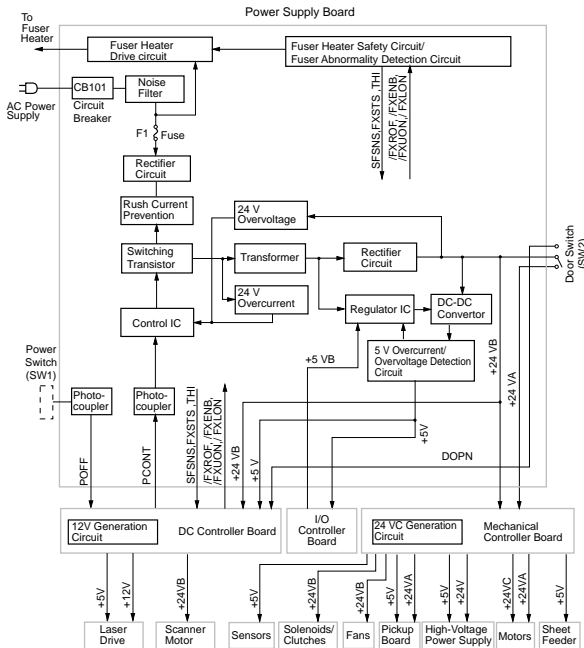 Power Supply Board
To
Fuser
Heater
Fuser Heater
Drive circuit
Fuser Heater Safety Circuit/
Fuser Abnormality Detection Circuit
AC Power
Supply
CB101
Circuit
Breaker
Noise
Filter
F1
Fuse
SFSNS,FXSTS ,THI
/FXROF, /FXENB,
/FXUON,/ FXLON
Rectifier
Circuit
Rush Current
Prevention
24 V
Overvoltage
Switching
Transistor
Transformer
Rectifier
Circuit
Door Switch
/SW2)
24 V
Overcurrent
Regulator IC
DC-DC
Convertor
Control IC
5 V Overcurrent/
Overvoltage Detection
Circuit
+5 VB
+24 VB
+24 VA
Power
Switch
(SW1)
Photo-
coupler
Photo-
coupler
POFF
PCONT
SFSNS,FXSTS ,THI
/FXROF, /FXENB,
/FXUON,/ FXLON
+24 VB
+5 V
+5V
DOPN
12V Generation
Circuit
DC Controller Board
I/O
Controller
Board
24 VC Generation
Circuit
Mechanical
Controller Board
+5V
+12V
+24VB
+5V
+24VB
+24VB
+5V
+24VA
+5V
+24V
+24VC
+24VA
+5V
Laser
Drive
Scanner
Motor
Sensors
Solenoids/
Clutches
Fans
Pickup
Board
High-Voltage
Power Supply
Motors
Sheet
Feeder